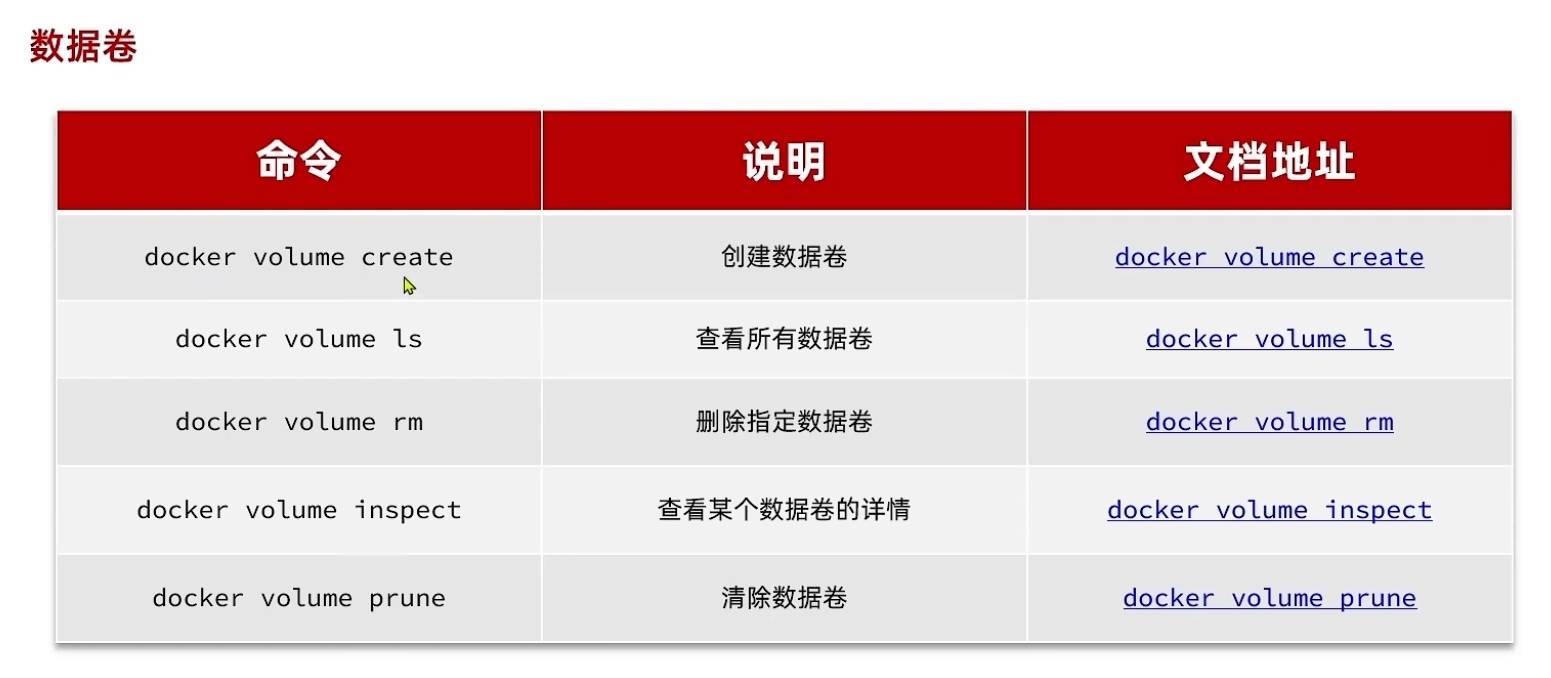 数据卷
命令 说明 文档地址
docker volume create 创建数据卷 docker volume create
docker volume ls 查看所有数据卷 docker volume ls
docker volume rm 删除指定数据卷 docker volume rm
docker volume inspect 查看某个数据卷的详情 docker volume inspect
docker volume prune 清除数据卷 docker volume prune